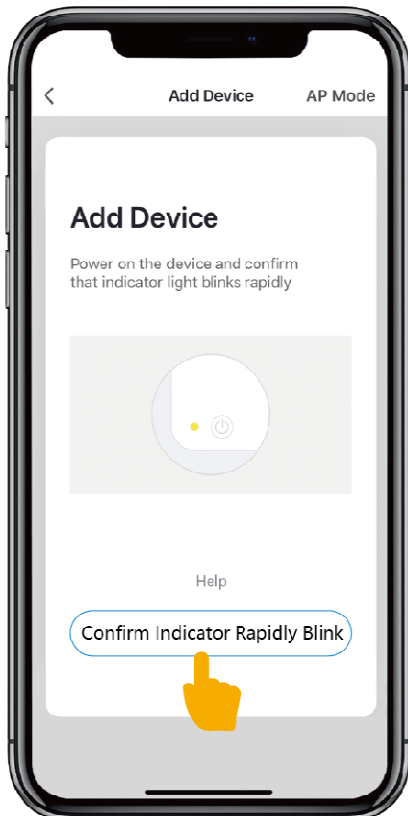 Add Device AP Mode
Add Device
Power on the device and confirm
that indicator light blinks rapidly
Help
Confirm Indicator Rapidly Blink